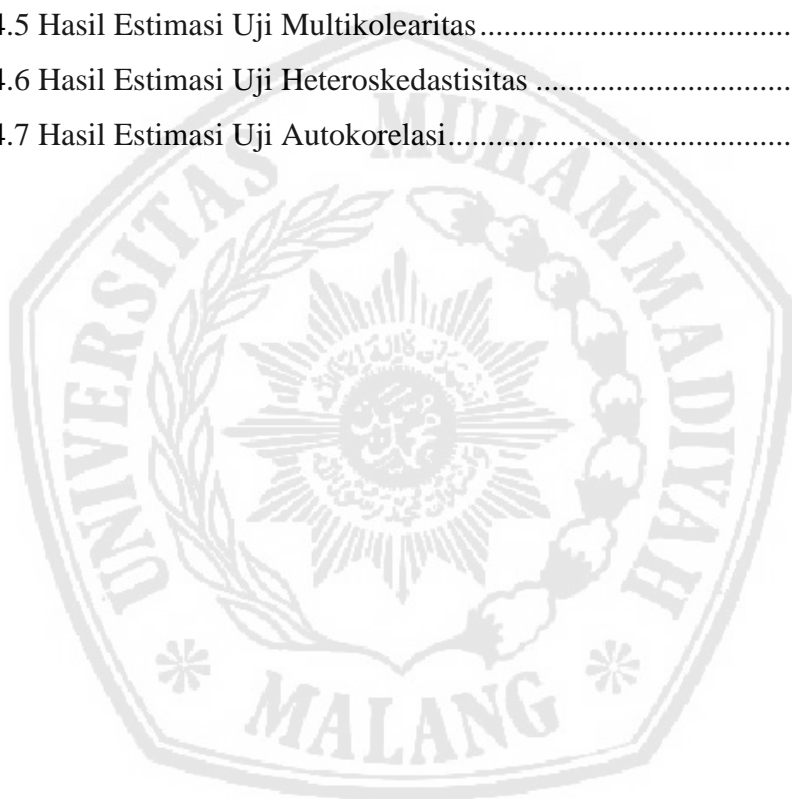 4.5 Hasil Estimasi Uji Multikolearitas....................................
4.6 Hasil Estimasi Uji Heteroskedastisitas ................................
4.7 Hasil Estimasi Uji Autokorelasi........................................
UNIVERSITAS MUHAMMADIYAH
MALANG